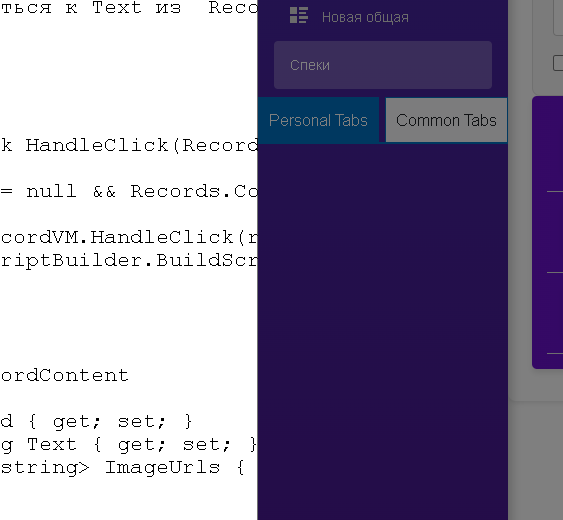 ться к Text из Reco
Новая общая
Спеки
Personal Tabs
Common Tabs
k HandleClick(Record
= null && Records.Co
cordVM.HandleClick(r
riptBuilder.BuildScr
ordContent
d { get; set; }
g Text { get; set; }
string> ImageUrls {